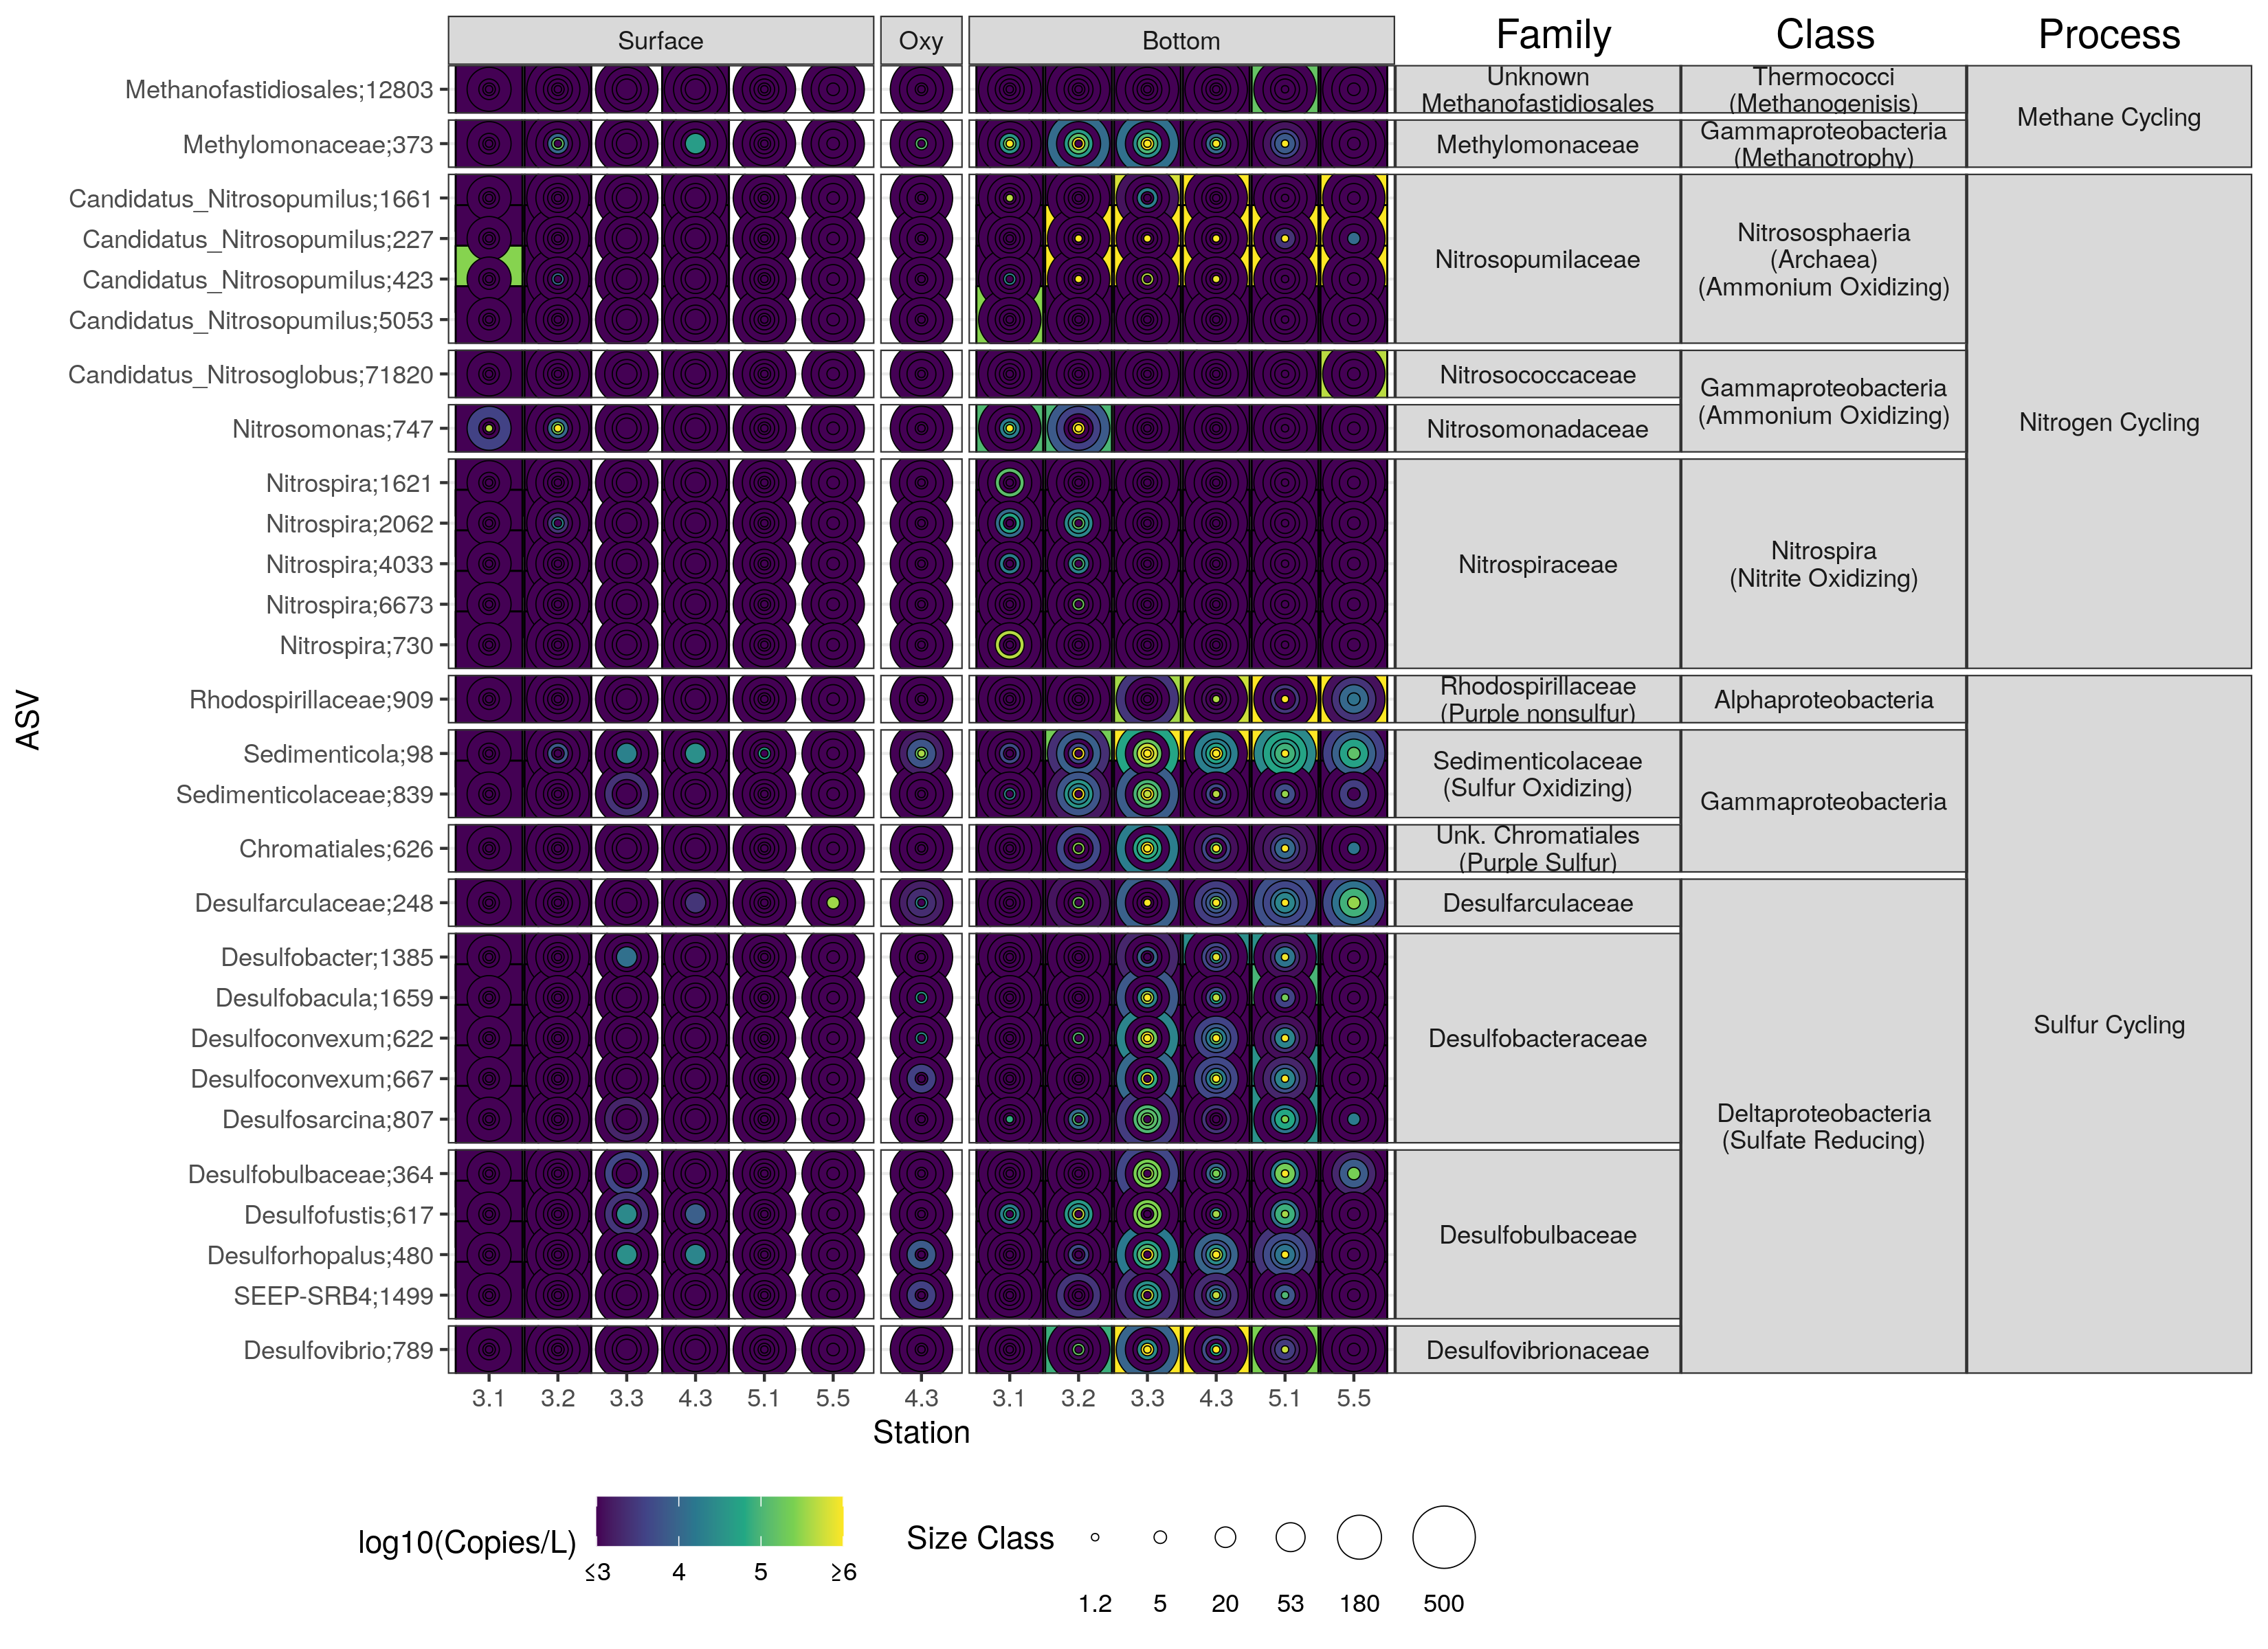 Surface
Oxy
Bottom
Family
Class
Process
Methanofastidiosales;12803
Methylomonaceae;373
Candidatus_Nitrosopumilus;1661
Candidatus_Nitrosopumilus;227
Candidatus_Nitrosopumilus;423
Candidatus_Nitrosopumilus;5053
Candidatus_Nitrosoglobus;71820
Nitrosomonas;747
Nitrospira;1621
Nitrospira;2062
Nitrospira;4033
Nitrospira;6673
Nitrospira;730
Rhodospirillaceae;909
Sedimenticola;98
Sedimenticolaceae;839
Chromatiales;626
Desulfarculaceae;248
Desulfobacter;1385
Desulfobacula;1659
Desulfoconvexum;622
Desulfoconvexum;667
Desulfosarcina;807
Desulfobulbaceae;364
Desulfofustis;617
Desulforhopalus;480
SEEP-SRB4;1499
Desulfovibrio;789
ASV
Unknown
Methanofastidiosales
Methylomonaceae
Nitrosopumilaceae
Nitrosococcaceae
Nitrosomonadaceae
Nitrospiraceae
Rhodospirillaceae
(Purple nonsulfur)
Sedimenticolaceae
(Sulfur Oxidizing)
Unk. Chromatiales
(Purple Sulfur)
Desulfarculaceae
Desulfobacteraceae
Desulfobulbaceae
Desulfovibrionaceae
Thermococci
(Methanogenisis)
Gammaproteobacteria
(Methanotrophy)
Nitrososphaeria
(Archaea)
(Ammonium Oxidizing)
Gammaproteobacteria
(Ammonium Oxidizing)
Nitrospira
(Nitrite Oxidizing)
Alphaproteobacteria
Gammaproteobacteria
Deltaproteobacteria
(Sulfate Reducing)
Methane Cycling
Nitrogen Cycling
Sulfur Cycling
3.1 3.2 3.3 4.3 5.1 5.5 4.3 3.1 3.2 3.3 4.3 5.1 5.5
Station
log10(Copies/L)
≤3 4 5 ≥6
Size Class
1.2 5 20 53 180 500